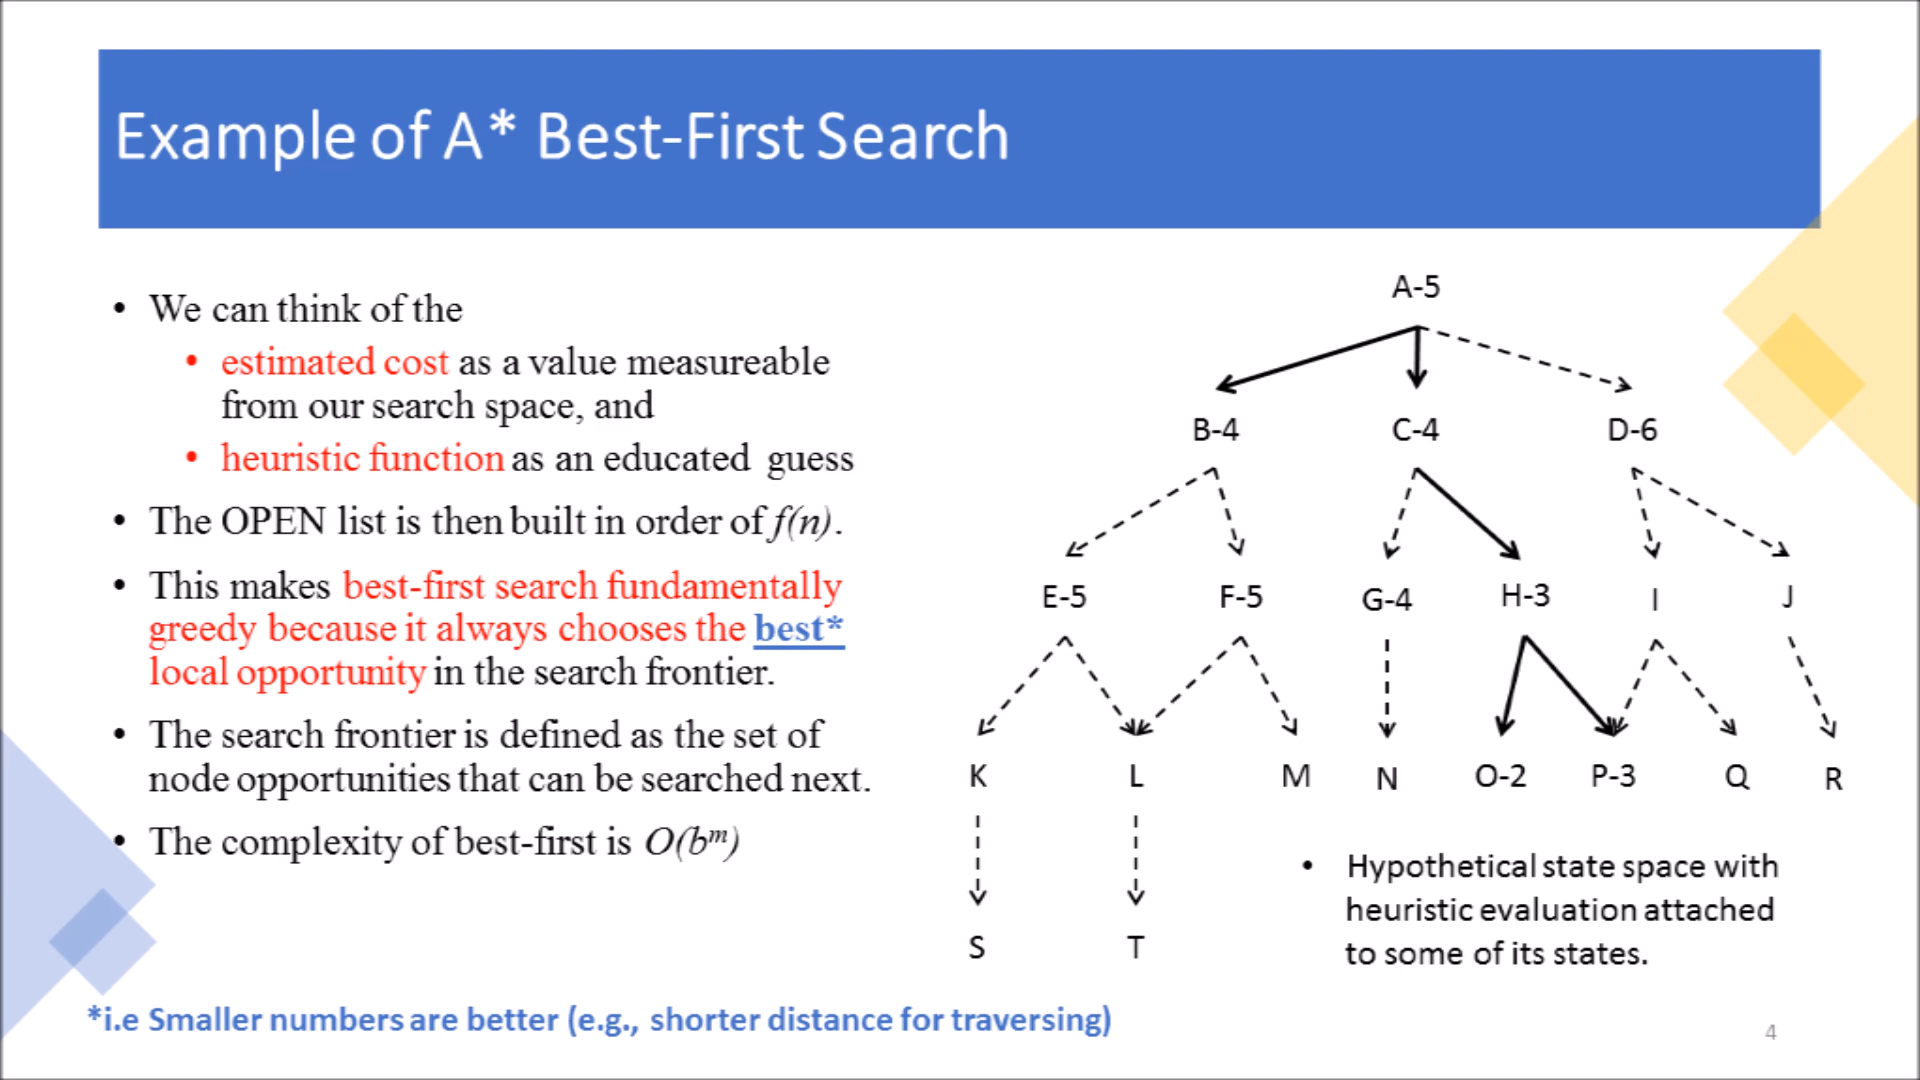 Example of A* Best-First Search
• We can think of the
• estimated cost as a value measureable
from our search space, and
• heuristic function as an educated guess
• The OPEN list is then built in order of f(n).
• This makes best-first search fundamentally
greedy because it always chooses the best*
local opportunity in the search frontier.
• The search frontier is defined as the set of
node opportunities that can be searched next.
• The complexity of best-first is O(bᵐ)
A-5
B-4 C-4 D-6
E-5 F-5 G-4 H-3 I J
K L M N O-2 P-3 Q R
S T
• Hypothetical state space with
heuristic evaluation attached
to some of its states.
*i.e Smaller numbers are better (e.g., shorter distance for traversing)
4